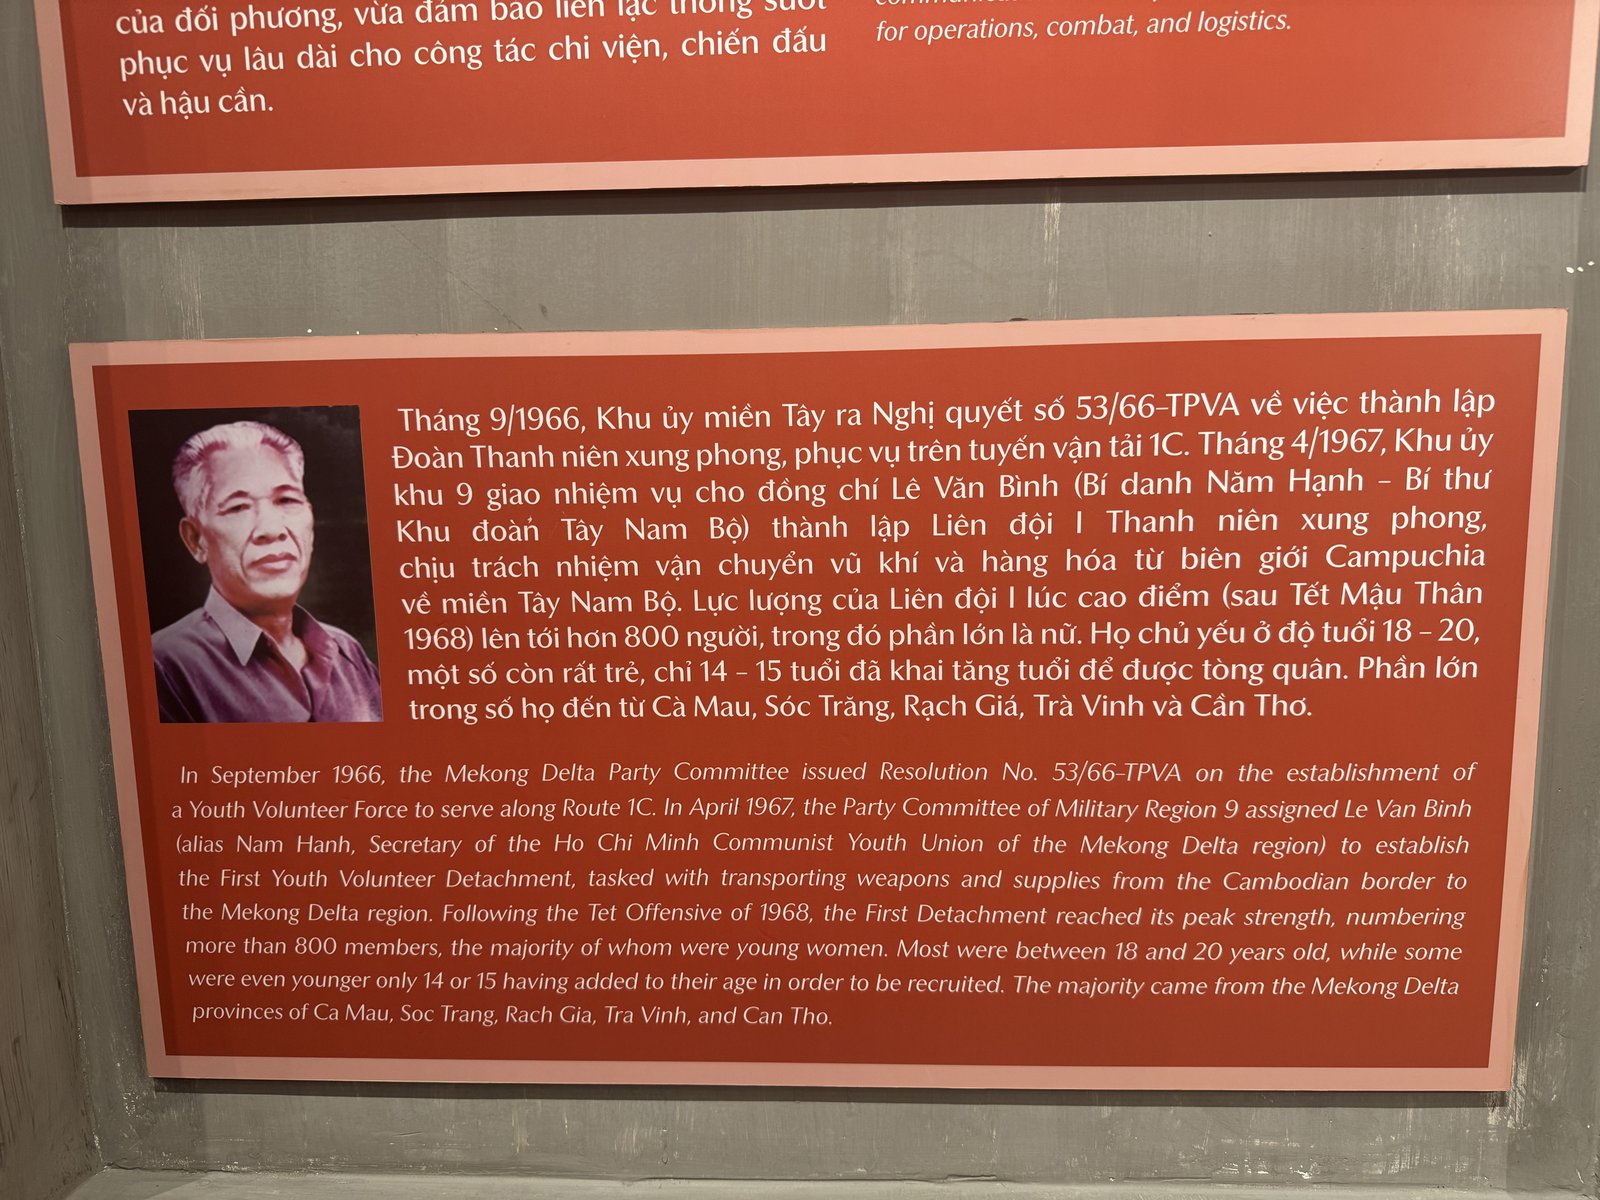 của đối phương, vừa đảm bảo liên lạc thông suốt
phục vụ lâu dài cho công tác chi viện, chiến đấu
và hậu cần.
for operations, combat, and logistics.
Tháng 9/1966, Khu ủy miền Tây ra Nghị quyết số 53/66-TPVA về việc thành lập
Đoàn Thanh niên xung phong, phục vụ trên tuyến vận tải 1C. Tháng 4/1967, Khu ủy
khu 9 giao nhiệm vụ cho đồng chí Lê Văn Bình (Bí danh Năm Hạnh – Bí thư
Khu đoàn Tây Nam Bộ) thành lập Liên đội I Thanh niên xung phong,
chịu trách nhiệm vận chuyển vũ khí và hàng hóa từ biên giới Campuchia
về miền Tây Nam Bộ. Lực lượng của Liên đội I lúc cao điểm (sau Tết Mậu Thân
1968) lên tới hơn 800 người, trong đó phần lớn là nữ. Họ chủ yếu ở độ tuổi 18 – 20,
một số còn rất trẻ, chỉ 14 – 15 tuổi đã khai tăng tuổi để được tòng quân. Phần lớn
trong số họ đến từ Cà Mau, Sóc Trăng, Rạch Giá, Trà Vinh và Cần Thơ.
In September 1966, the Mekong Delta Party Committee issued Resolution No. 53/66-TPVA on the establishment of
a Youth Volunteer Force to serve along Route 1C. In April 1967, the Party Committee of Military Region 9 assigned Le Van Binh
(alias Nam Hanh, Secretary of the Ho Chi Minh Communist Youth Union of the Mekong Delta region) to establish
the First Youth Volunteer Detachment, tasked with transporting weapons and supplies from the Cambodian border to
the Mekong Delta region. Following the Tet Offensive of 1968, the First Detachment reached its peak strength, numbering
more than 800 members, the majority of whom were young women. Most were between 18 and 20 years old, while some
were even younger only 14 or 15 having added to their age in order to be recruited. The majority came from the Mekong Delta
provinces of Ca Mau, Soc Trang, Rach Gia, Tra Vinh, and Can Tho.